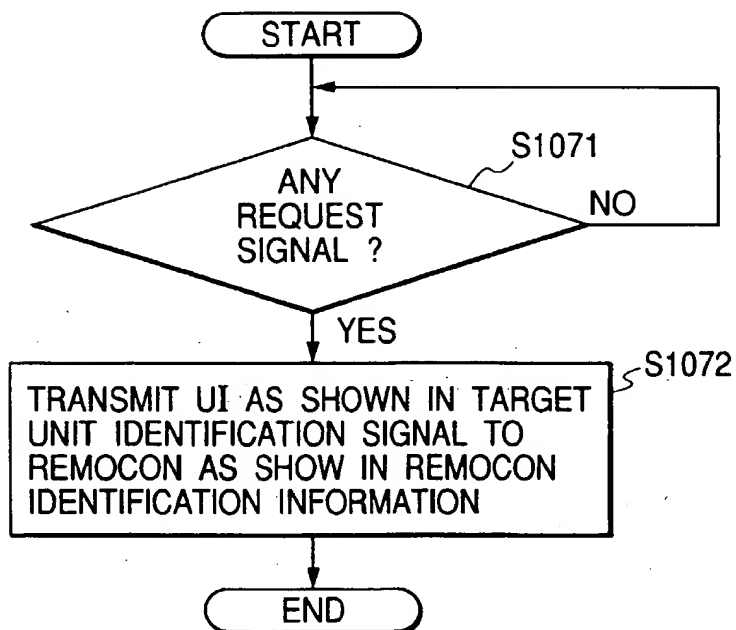 START
S1071
ANY
REQUEST
SIGNAL ?
NO
YES
S1072
TRANSMIT UI AS SHOWN IN TARGET
UNIT IDENTIFICATION SIGNAL TO
REMOCON AS SHOW IN REMOCON
IDENTIFICATION INFORMATION
END